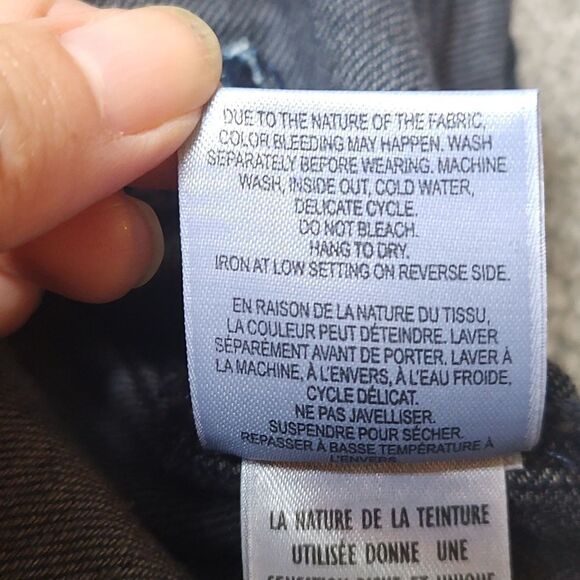 DUE TO THE NATURE OF THE FABRIC,
COLOR BLEEDING MAY HAPPEN. WASH
SEPARATELY BEFORE WEARING. MACHINE
WASH, INSIDE OUT, COLD WATER,
DELICATE CYCLE.
DO NOT BLEACH.
HANG TO DRY.
IRON AT LOW SETTING ON REVERSE SIDE.
EN RAISON DE LA NATURE DU TISSU,
LA COULEUR PEUT DÉTEINDRE. LAVER
SÉPARÉMENT AVANT DE PORTER. LAVER À
LA MACHINE, À L'ENVERS, À L'EAU FROIDE,
CYCLE DÉLICAT.
NE PAS JAVELLISER.
SUSPENDRE POUR SÉCHER.
REPASSER À BASSE TEMPÉRATURE À
L'ENVERS.
LA NATURE DE LA TEINTURE
UTILISÉE DONNE UNE